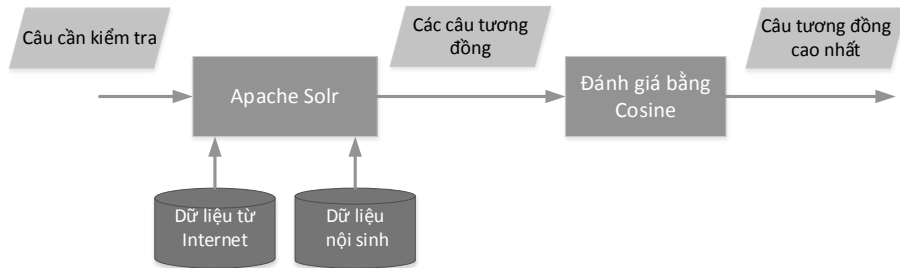 Câu cần kiểm tra
Các câu tương
đồng
Câu tương đồng
cao nhất
Apache Solr
Đánh giá bằng
Cosine
Dữ liệu từ
Internet
Dữ liệu
nội sinh